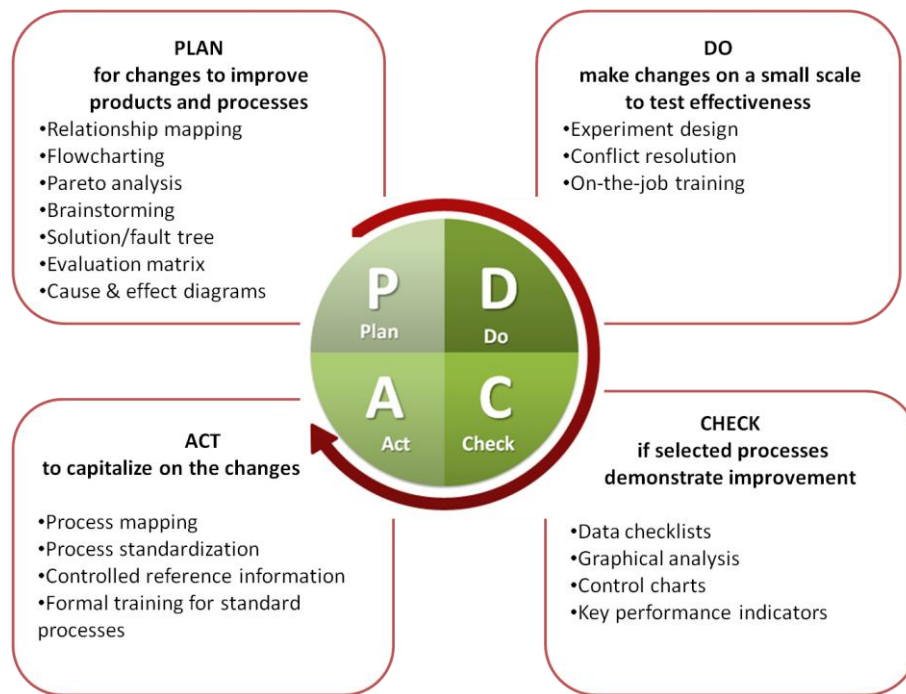 PLAN
for changes to improve
products and processes
•Relationship mapping
•Flowcharting
•Pareto analysis
•Brainstorming
•Solution/fault tree
•Evaluation matrix
•Cause & effect diagrams
DO
make changes on a small scale
to test effectiveness
•Experiment design
•Conflict resolution
•On-the-job training
P
Plan
D
Do
A
Act
C
Check
ACT
to capitalize on the changes
•Process mapping
•Process standardization
•Controlled reference information
•Formal training for standard
processes
CHECK
if selected processes
demonstrate improvement
•Data checklists
•Graphical analysis
•Control charts
•Key performance indicators